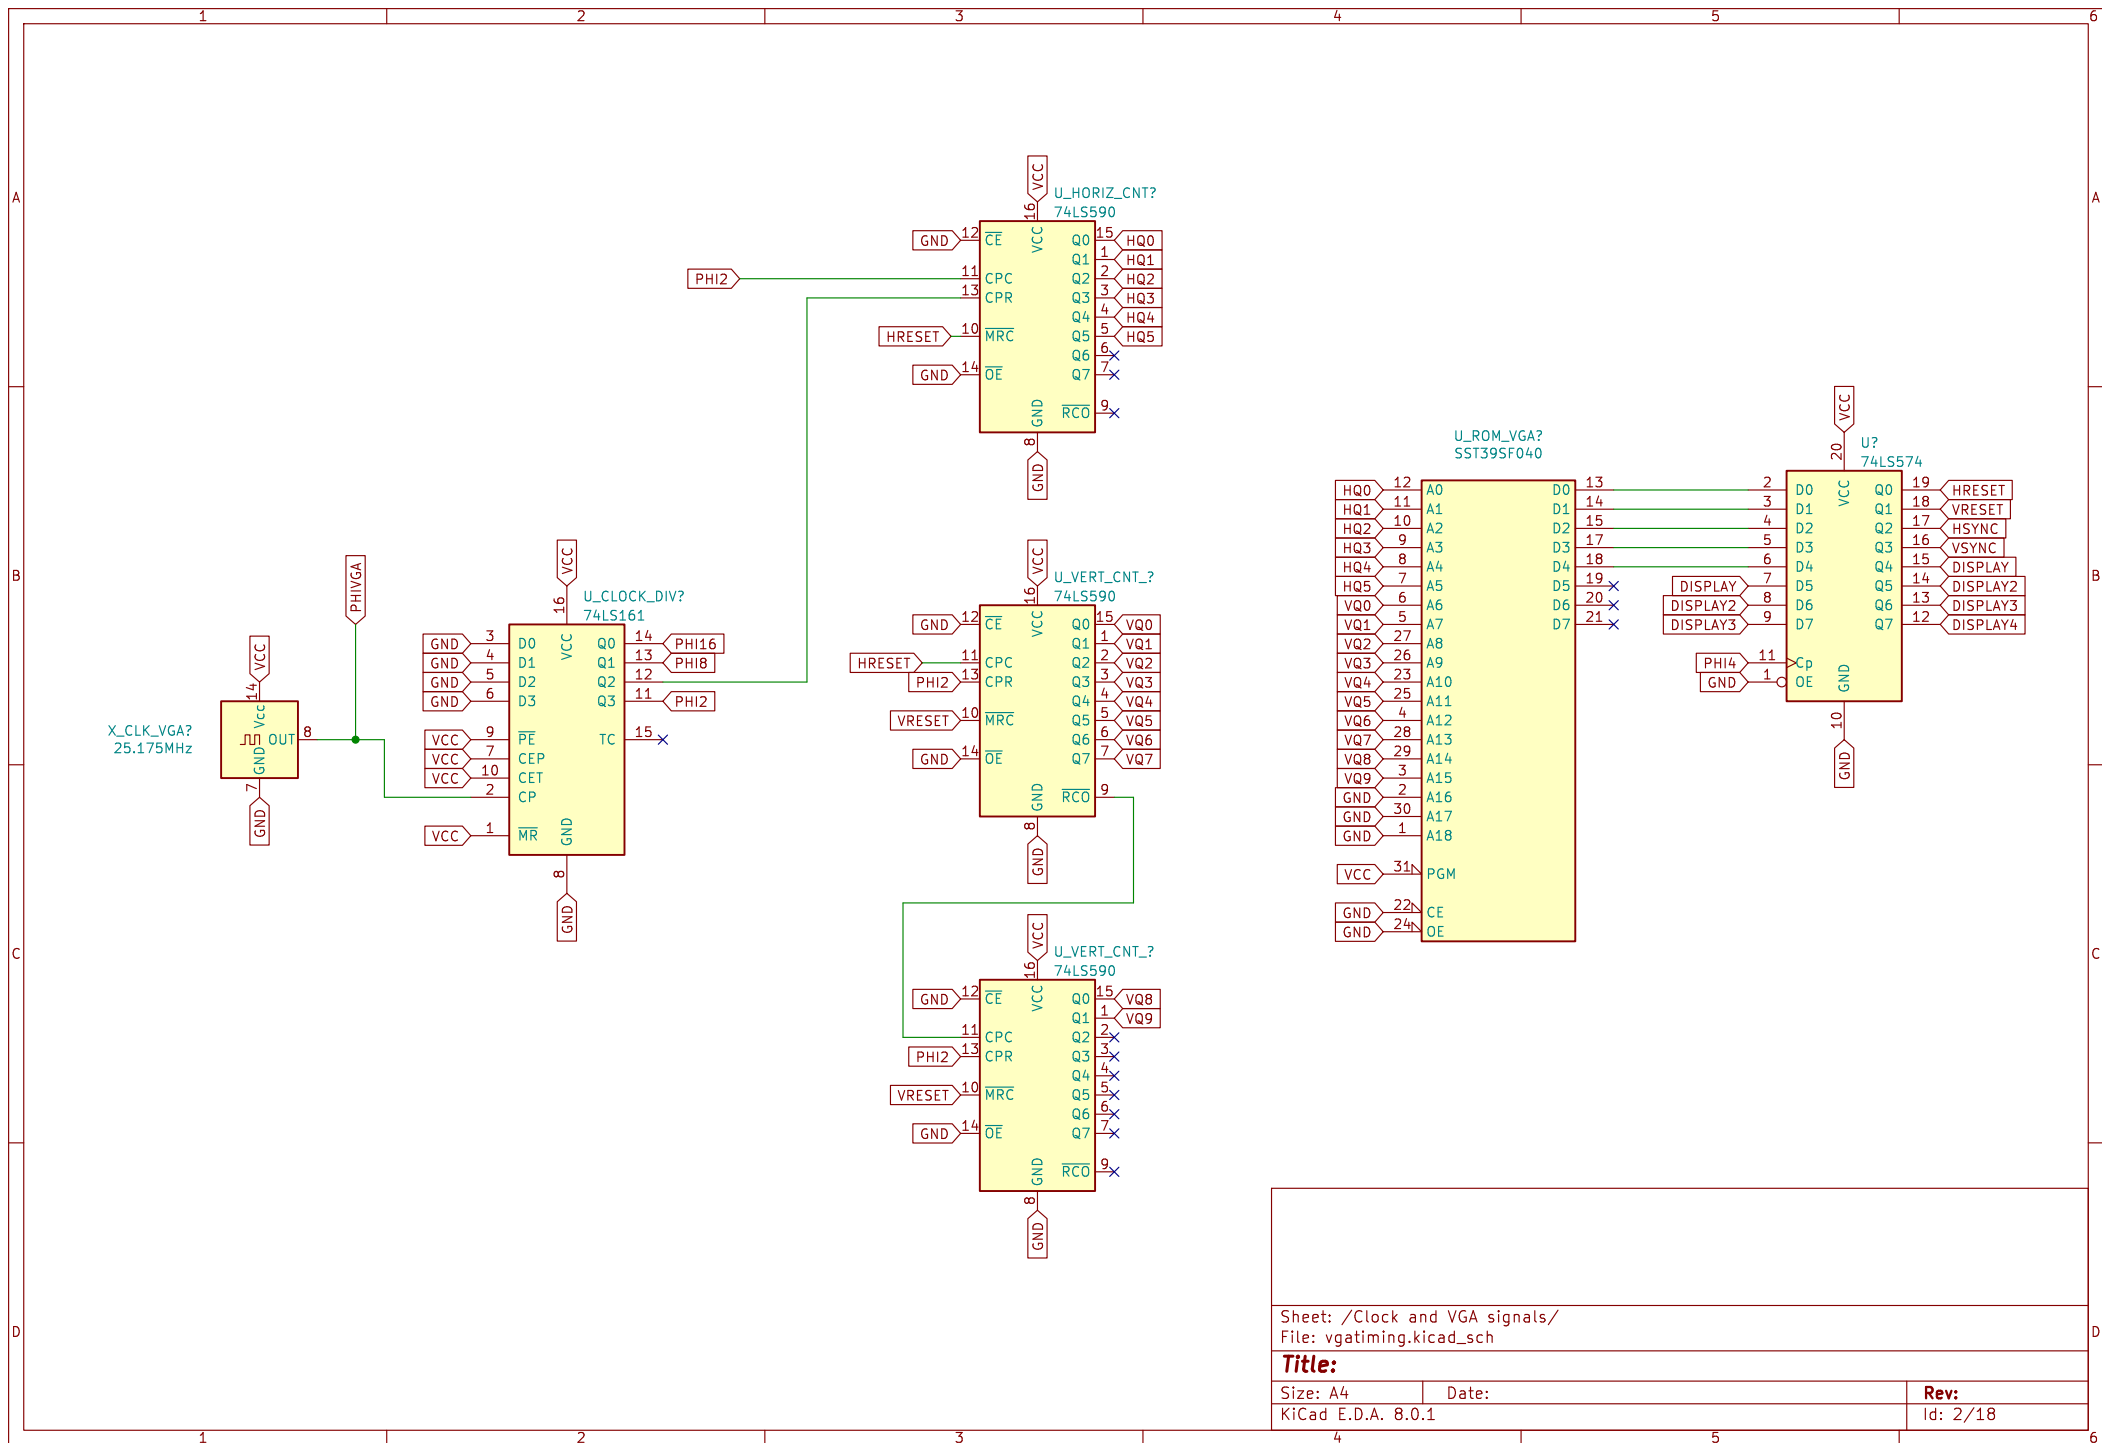 1 2 3 4 5 6
A A
B B
C C
D D
1 2 3 4 5 6
X_CLK_VGA?
25.175MHz
VCC
14
Vcc
OUT 8
GND
7
GND
PHIVGA
U_CLOCK_DIV?
74LS161
VCC
16
VCC
GND 3 D0 Q0 14 PHI16
GND 4 D1 Q1 13 PHI8
GND 5 D2 Q2 12
GND 6 D3 Q3 11 PHI2
VCC 9 PE TC 15
VCC 7 CEP
VCC 10 CET
2 CP
VCC 1 MR
GND
8
GND
U_HORIZ_CNT?
74LS590
VCC
16
VCC
GND 12 CE Q0 15 HQ0
Q1 1 HQ1
PHI2 11 CPC Q2 2 HQ2
13 CPR Q3 3 HQ3
Q4 4 HQ4
HRESET 10 MRC Q5 5 HQ5
Q6 6
GND 14 OE Q7 7
RCO 9
GND
8
GND
U_VERT_CNT_?
74LS590
VCC
16
VCC
GND 12 CE Q0 15 VQ0
Q1 1 VQ1
HRESET 11 CPC Q2 2 VQ2
PHI2 13 CPR Q3 3 VQ3
Q4 4 VQ4
VRESET 10 MRC Q5 5 VQ5
Q6 6 VQ6
GND 14 OE Q7 7 VQ7
RCO 9
GND
8
GND
U_VERT_CNT_?
74LS590
VCC
16
VCC
GND 12 CE Q0 15 VQ8
Q1 1 VQ9
11 CPC Q2 2
PHI2 13 CPR Q3 3
Q4 4
VRESET 10 MRC Q5 5
Q6 6
GND 14 OE Q7 7
RCO 9
GND
8
GND
U_ROM_VGA?
SST39SF040
HQ0 12 A0 D0 13
HQ1 11 A1 D1 14
HQ2 10 A2 D2 15
HQ3 9 A3 D3 17
HQ4 8 A4 D4 18
HQ5 7 A5 D5 19
VQ0 6 A6 D6 20
VQ1 5 A7 D7 21
VQ2 27 A8
VQ3 26 A9
VQ4 23 A10
VQ5 25 A11
VQ6 4 A12
VQ7 28 A13
VQ8 29 A14
VQ9 3 A15
GND 2 A16
GND 30 A17
GND 1 A18
VCC 31 PGM
GND 22 CE
GND 24 OE
U?
74LS574
VCC
20
VCC
2 D0 Q0 19 HRESET
3 D1 Q1 18 VRESET
4 D2 Q2 17 HSYNC
5 D3 Q3 16 VSYNC
6 D4 Q4 15 DISPLAY
DISPLAY 7 D5 Q5 14 DISPLAY2
DISPLAY2 8 D6 Q6 13 DISPLAY3
DISPLAY3 9 D7 Q7 12 DISPLAY4
PHI4 11 Cp
GND 1 OE
GND
10
GND
Sheet: /Clock and VGA signals/
File: vgatiming.kicad_sch
Title:
Size: A4 Date: Rev:
KiCad E.D.A. 8.0.1 Id: 2/18